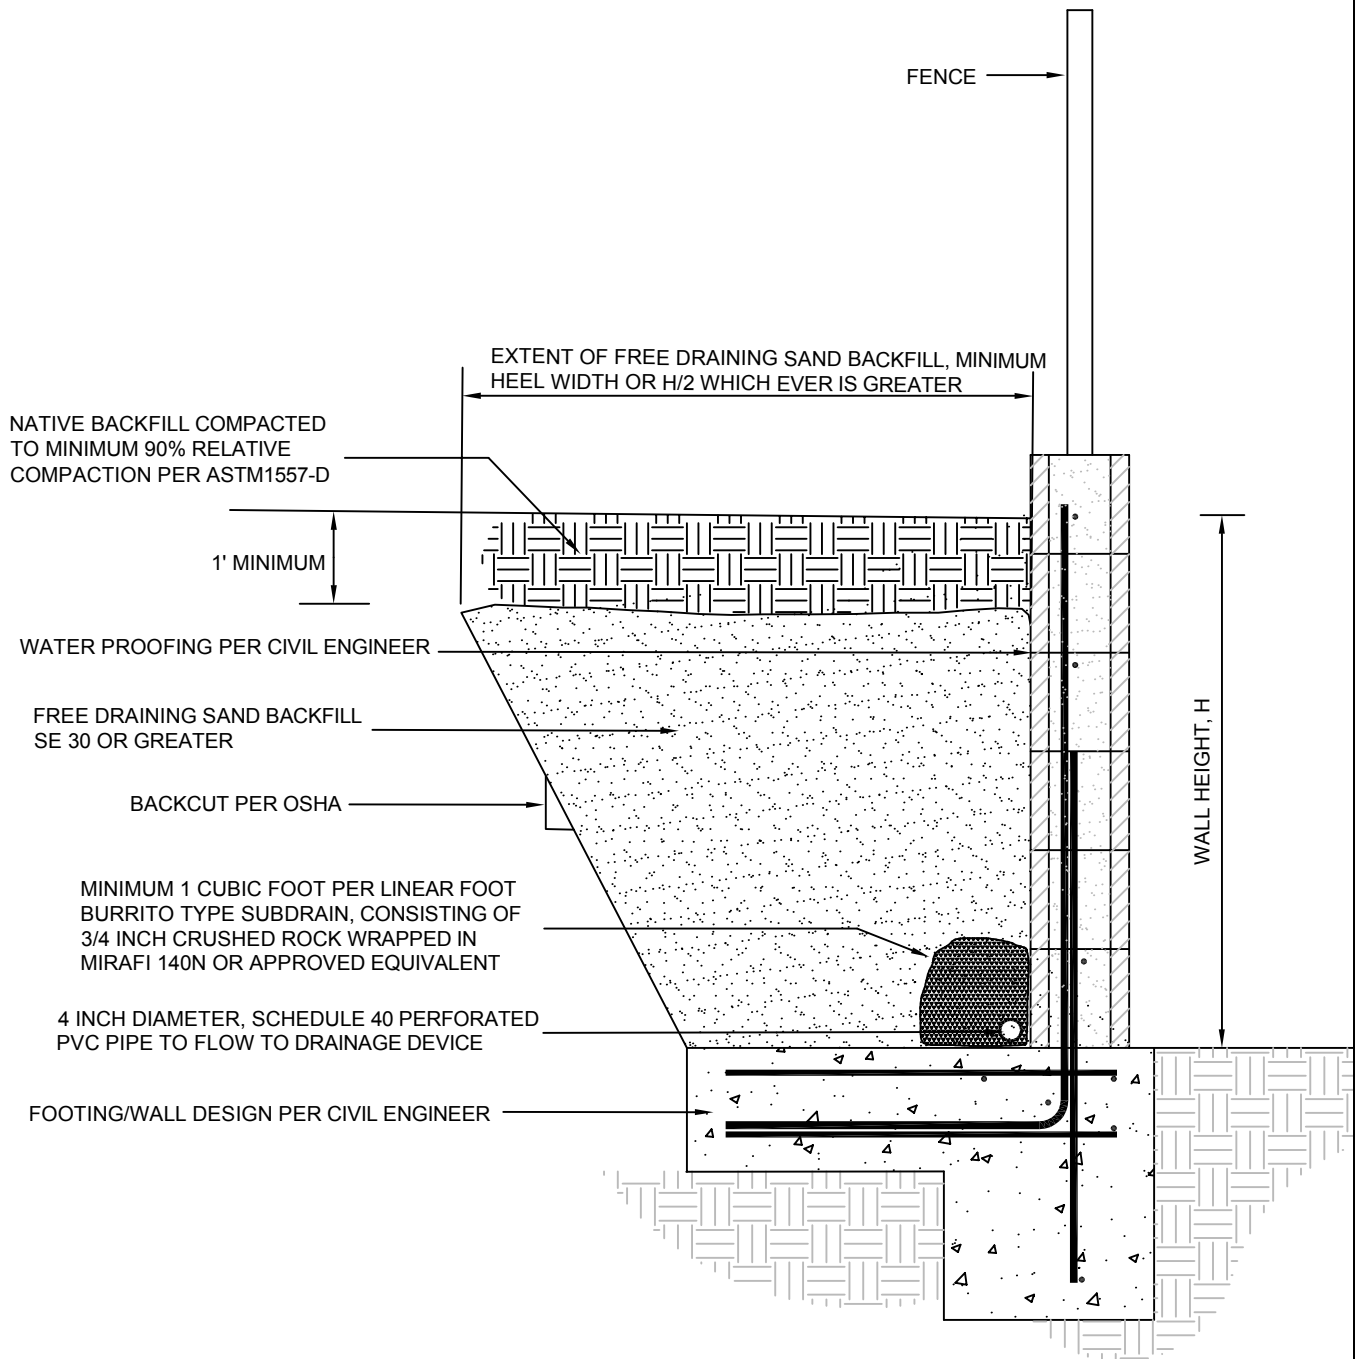 FENCE
EXTENT OF FREE DRAINING SAND BACKFILL, MINIMUM
HEEL WIDTH OR H/2 WHICH EVER IS GREATER
NATIVE BACKFILL COMPACTED
TO MINIMUM 90% RELATIVE
COMPACTION PER ASTM1557-D
1' MINIMUM
WATER PROOFING PER CIVIL ENGINEER
FREE DRAINING SAND BACKFILL
SE 30 OR GREATER
BACKCUT PER OSHA
WALL HEIGHT, H
MINIMUM 1 CUBIC FOOT PER LINEAR FOOT
BURRITO TYPE SUBDRAIN, CONSISTING OF
3/4 INCH CRUSHED ROCK WRAPPED IN
MIRAFI 140N OR APPROVED EQUIVALENT
4 INCH DIAMETER, SCHEDULE 40 PERFORATED
PVC PIPE TO FLOW TO DRAINAGE DEVICE
FOOTING/WALL DESIGN PER CIVIL ENGINEER